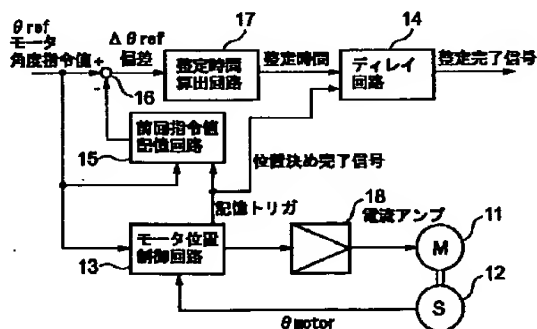 θref
モータ
角度指令値
+
-
16
Δθref
偏差
17
整定時間
算出回路
整定時間
14
ディレイ
回路
整定完了信号
前回指令値
記憶回路
15
位置決め完了信号
記憶トリガ
モータ位置
制御回路
13
18
電流アンプ
11
M
12
S
θmotor